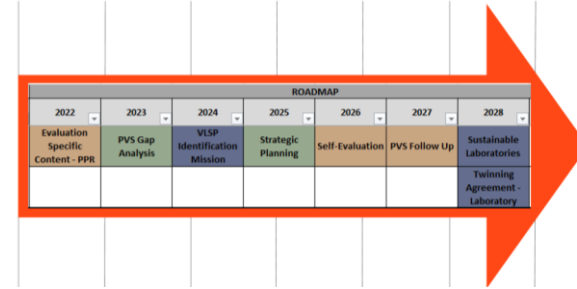 ROADMAP
2022 2023 2024 2025 2026 2027 2028
Evaluation Specific Content - PPR PVS Gap Analysis VLSP Identification Mission Strategic Planning Self-Evaluation PVS Follow Up Sustainable Laboratories
Twinning Agreement - Laboratory